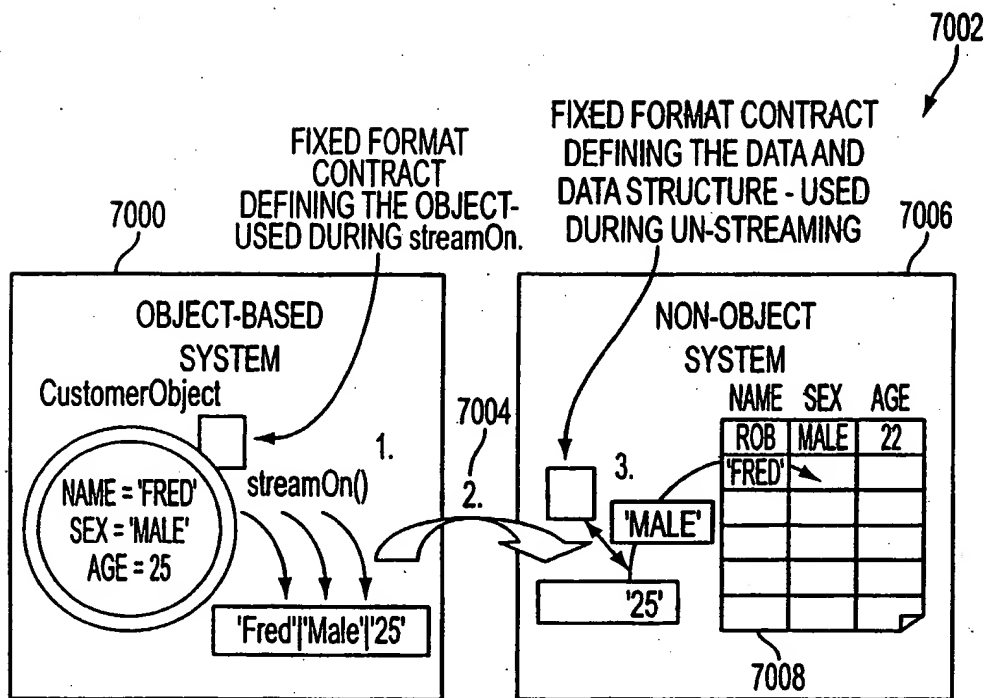 7002
FIXED FORMAT
CONTRACT
DEFINING THE OBJECT-
USED DURING streamOn.
FIXED FORMAT CONTRACT
DEFINING THE DATA AND
DATA STRUCTURE - USED
DURING UN-STREAMING
7000
7006
OBJECT-BASED
SYSTEM
CustomerObject
1.
streamOn()
NAME = 'FRED'
SEX = 'MALE'
AGE = 25
'Fred'|'Male'|'25'
7004
2.
NON-OBJECT
SYSTEM
3.
'MALE'
'25'
NAME SEX AGE
ROB MALE 22
'FRED'
7008